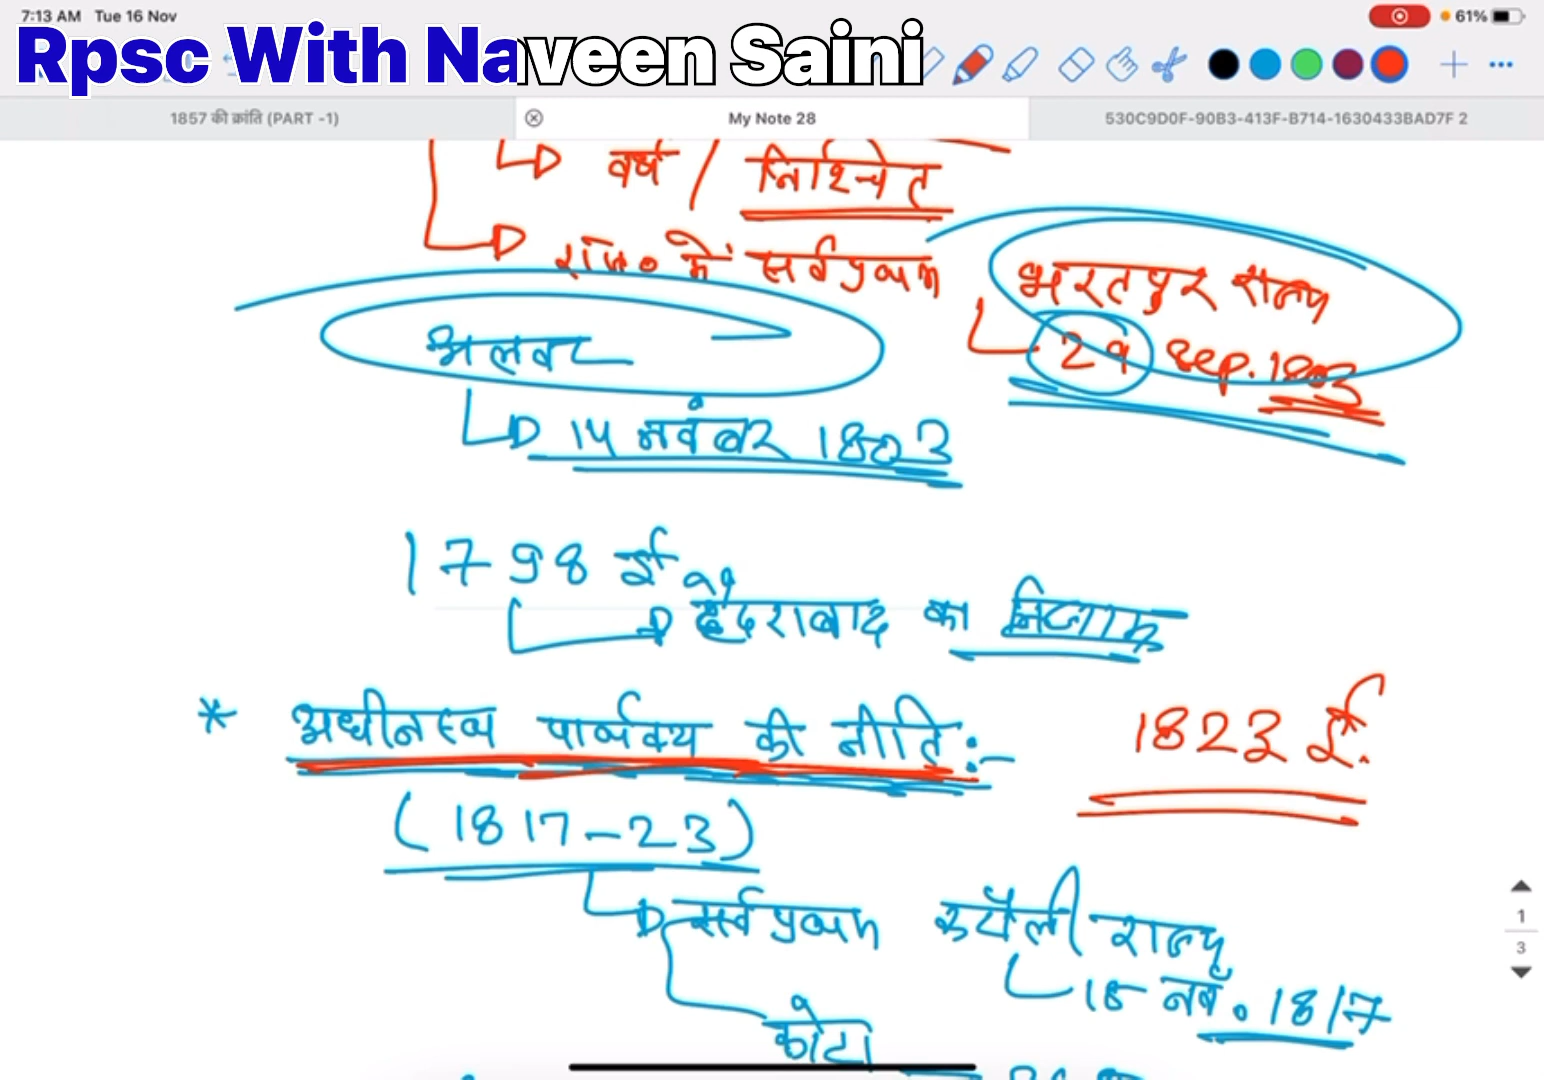 7:13 AM Tue 16 Nov
61%
Rpsc With Naveen Saini
1857 की क्रांति (PART -1)
My Note 28
530C9D0F-90B3-413F-B714-1630433BAD7F 2
वर्ष / निश्चित
राज० में सर्वप्रथम भरतपुर राज्य
29 Sep. 1803
अलवर
14 नवंबर 1803
1798 ई
हैदराबाद का निजाम
* अधीनस्थ पार्थक्य की नीति :-
1823 ई.
(1817-23)
सर्वप्रथम करौली राज्य
15 नव. 1817
कोटा
1
3